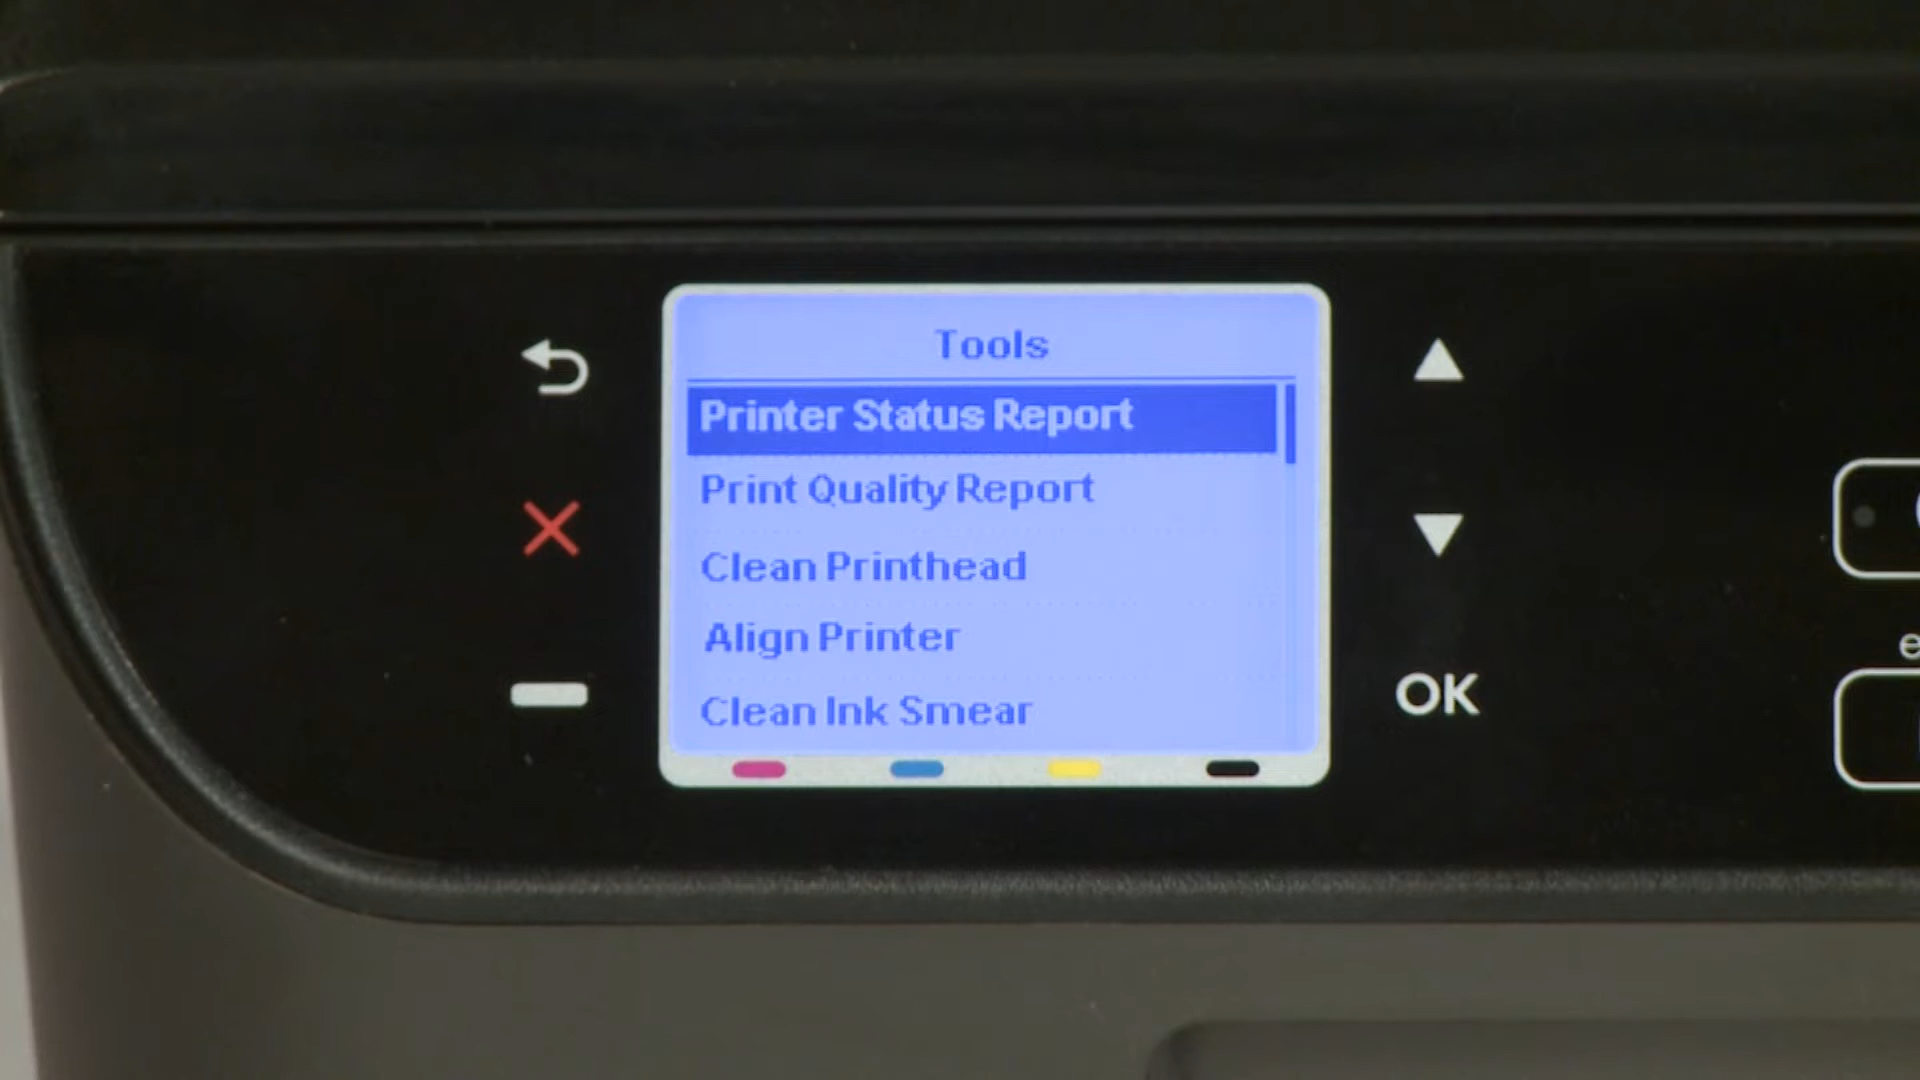 Tools
Printer Status Report
Print Quality Report
Clean Printhead
Align Printer
Clean Ink Smear
OK